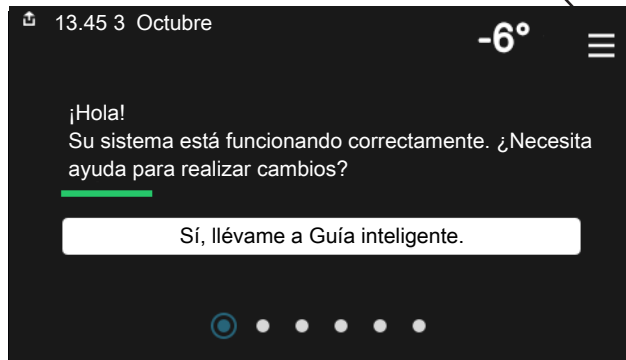 13.45 3 Octubre
-6°
¡Hola!
Su sistema está funcionando correctamente. ¿Necesita
ayuda para realizar cambios?
Sí, llévame a Guía inteligente.